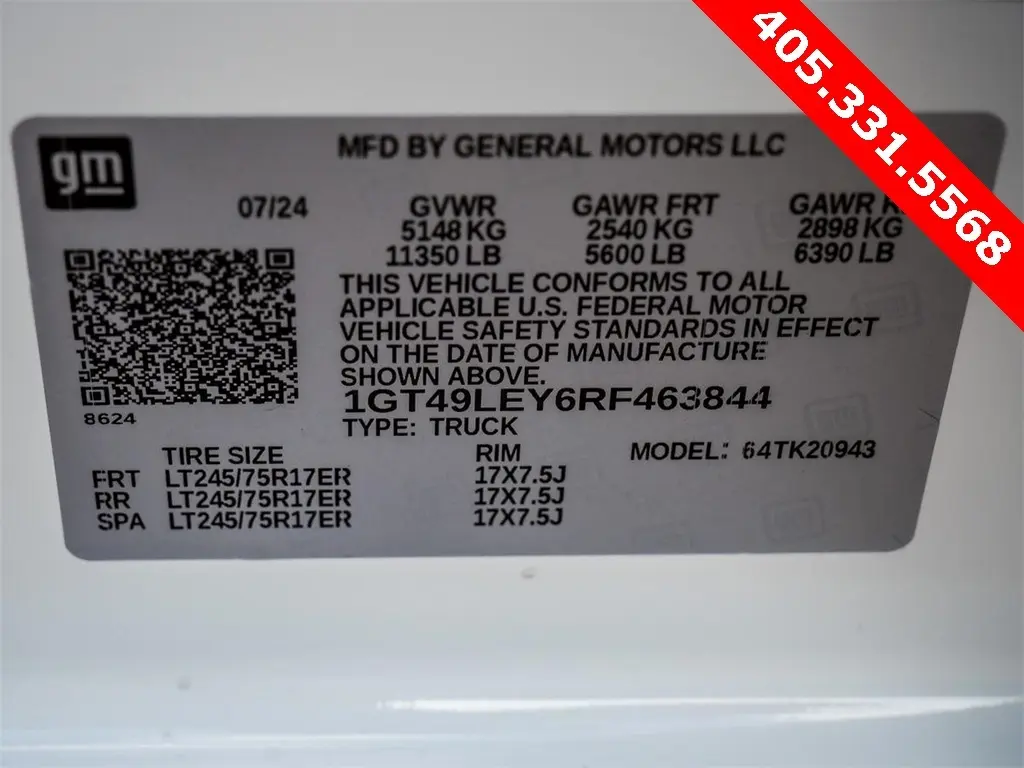 405.331.5568
gm
MFD BY GENERAL MOTORS LLC
07/24 GVWR GAWR FRT GAWR
5148 KG 2540 KG 2898 KG
11350 LB 5600 LB 6390 LB
THIS VEHICLE CONFORMS TO ALL
APPLICABLE U.S. FEDERAL MOTOR
VEHICLE SAFETY STANDARDS IN EFFECT
ON THE DATE OF MANUFACTURE
SHOWN ABOVE.
1GT49LEY6RF463844
8624
TYPE: TRUCK
TIRE SIZE RIM MODEL: 64TK20943
FRT LT245/75R17ER 17X7.5J
RR LT245/75R17ER 17X7.5J
SPA LT245/75R17ER 17X7.5J